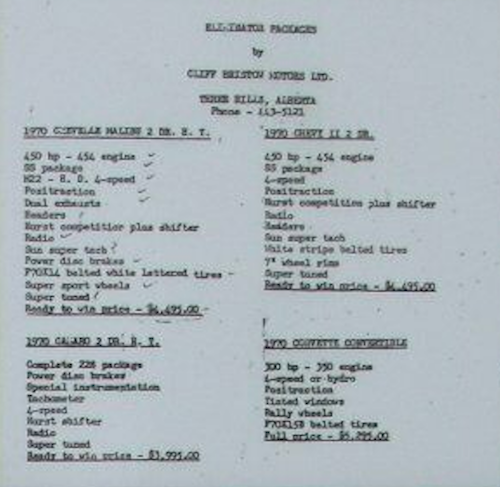 ELIMINATOR PACKAGES
by
CLIFF BRISTOW MOTORS LTD.
THREE HILLS, ALBERTA
Phone - 443-5121
1970 CHEVELLE MALIBU 2 DR. H. T.
450 hp - 454 engine
SS package
M22 - H. D. 4-speed
Positraction
Dual exhausts
Headers
Hurst competition plus shifter
Radio
Sun super tach
Power disc brakes
F70X14 belted white lettered tires
Super sport wheels
Super tuned
Ready to win price - $4,495.00
1970 CHEVY II 2 DR.
450 hp - 454 engine
SS package
4-speed
Positraction
Hurst competition plus shifter
Radio
Headers
Sun super tach
White stripe belted tires
7" wheel rims
Super tuned
Ready to win price - $4,495.00
1970 CAMARO 2 DR. H. T.
Complete Z28 package
Power disc brakes
Special instrumentation
Tachometer
4-speed
Hurst shifter
Radio
Super tuned
Ready to win price - $3,995.00
1970 CORVETTE CONVERTIBLE
300 hp - 350 engine
4-speed or hydro
Positraction
Tinted windows
Rally wheels
F70X15B belted tires
Full price - $5,295.00